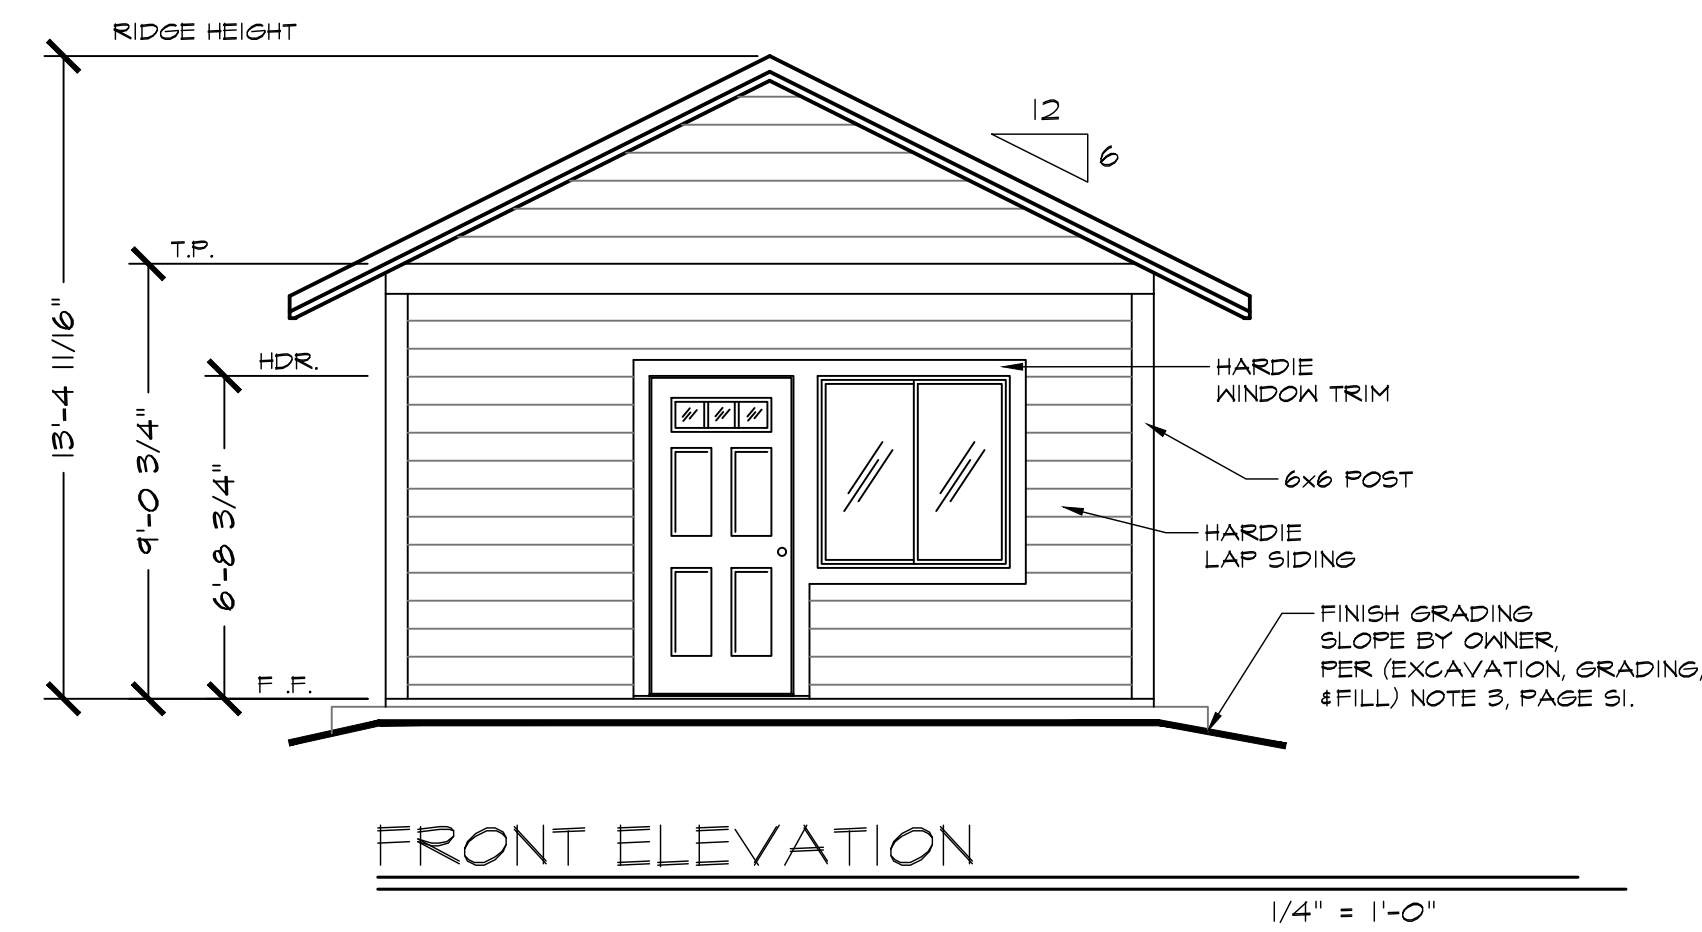 RIDGE HEIGHT
12
6
T.P.
13'-4 11/16"
9'-0 3/4"
6'-8 3/4"
HDR.
HARDIE
WINDOW TRIM
6x6 POST
HARDIE
LAP SIDING
FINISH GRADING
SLOPE BY OWNER,
PER (EXCAVATION, GRADING,
& FILL) NOTE 3, PAGE S1.
F .F.
FRONT ELEVATION
1/4" = 1'-0"